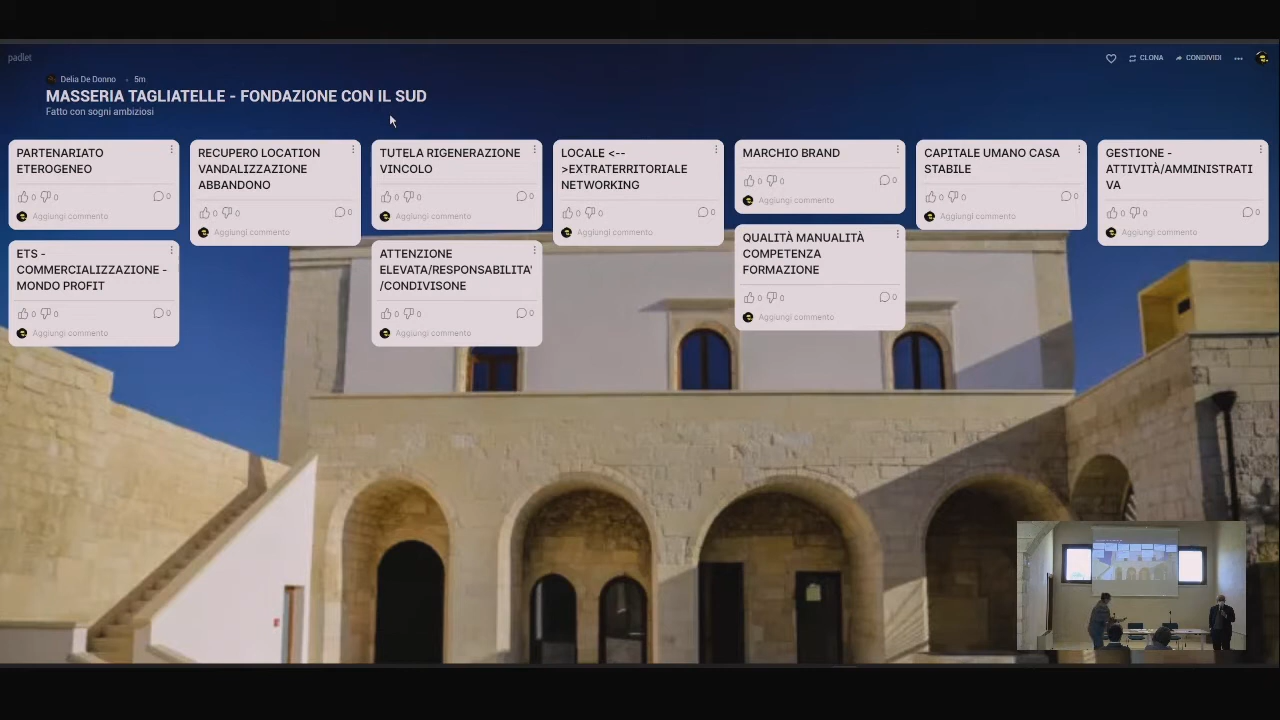 padlet
CLONA
CONDIVIDI
Delia De Donno • 5m
MASSERIA TAGLIATELLE - FONDAZIONE CON IL SUD
Fatto con sogni ambiziosi
PARTENARIATO
ETEROGENEO
0 0 0
Aggiungi commento
ETS -
COMMERCIALIZZAZIONE -
MONDO PROFIT
0 0 0
Aggiungi commento
RECUPERO LOCATION
VANDALIZZAZIONE
ABBANDONO
0 0 0
Aggiungi commento
TUTELA RIGENERAZIONE
VINCOLO
0 0 0
Aggiungi commento
ATTENZIONE
ELEVATA/RESPONSABILITA'
/CONDIVISONE
0 0 0
Aggiungi commento
LOCALE <--
>EXTRATERRITORIALE
NETWORKING
0 0 0
Aggiungi commento
MARCHIO BRAND
0 0 0
Aggiungi commento
QUALITÀ MANUALITÀ
COMPETENZA
FORMAZIONE
0 0 0
Aggiungi commento
CAPITALE UMANO CASA
STABILE
0 0 0
Aggiungi commento
GESTIONE -
ATTIVITÀ/AMMINISTRATI
VA
0 0 0
Aggiungi commento